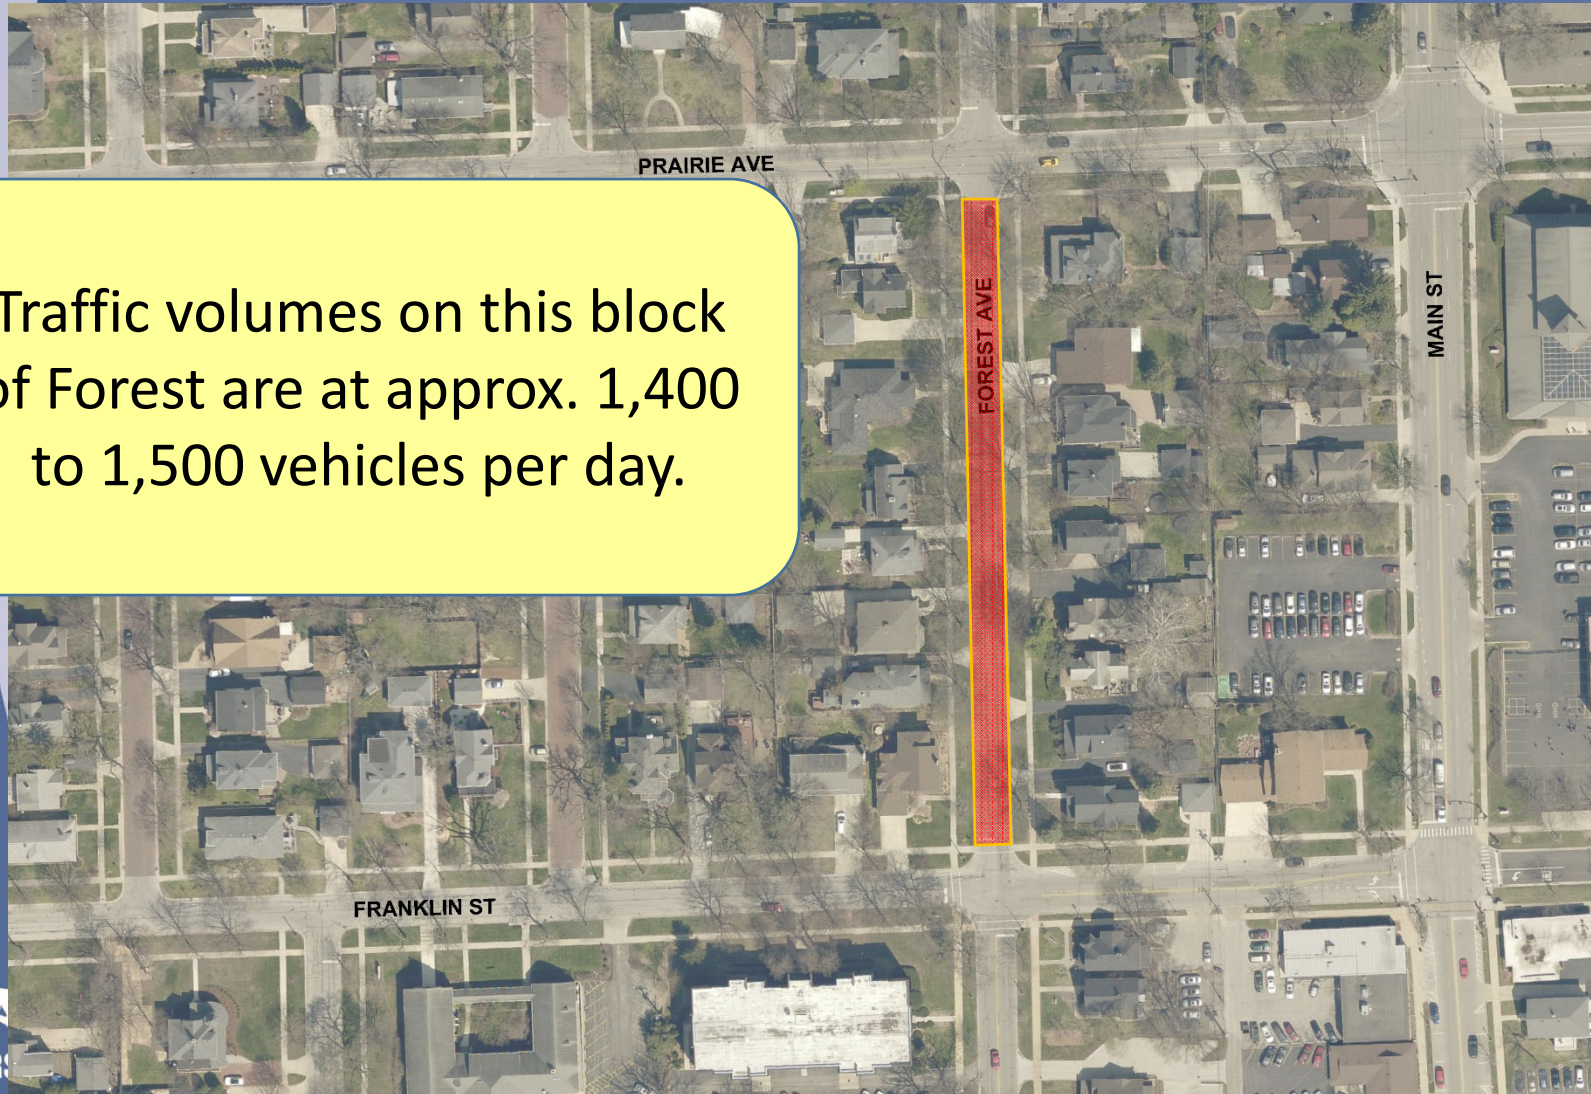 PRAIRIE AVE
Traffic volumes on this block
of Forest are at approx. 1,400
to 1,500 vehicles per day.
FOREST AVE
MAIN ST
FRANKLIN ST